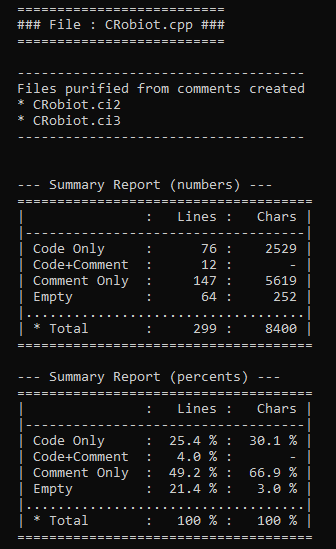 =========================
### File : CRobiot.cpp ###
=========================

-----------------------------------
Files purified from comments created
* CRobiot.ci2
* CRobiot.ci3
-----------------------------------

--- Summary Report (numbers) ---
====================================
|               :   Lines :   Chars |
|-----------------------------------|
| Code Only     :      76 :    2529 |
| Code+Comment  :      12 :       - |
| Comment Only  :     147 :    5619 |
| Empty         :      64 :     252 |
|...................................|
| * Total       :     299 :    8400 |
====================================

--- Summary Report (percents) ---
====================================
|               :   Lines :   Chars |
|-----------------------------------|
| Code Only     :  25.4 % :  30.1 % |
| Code+Comment  :   4.0 % :       - |
| Comment Only  :  49.2 % :  66.9 % |
| Empty         :  21.4 % :   3.0 % |
|...................................|
| * Total       :   100 % :   100 % |
====================================